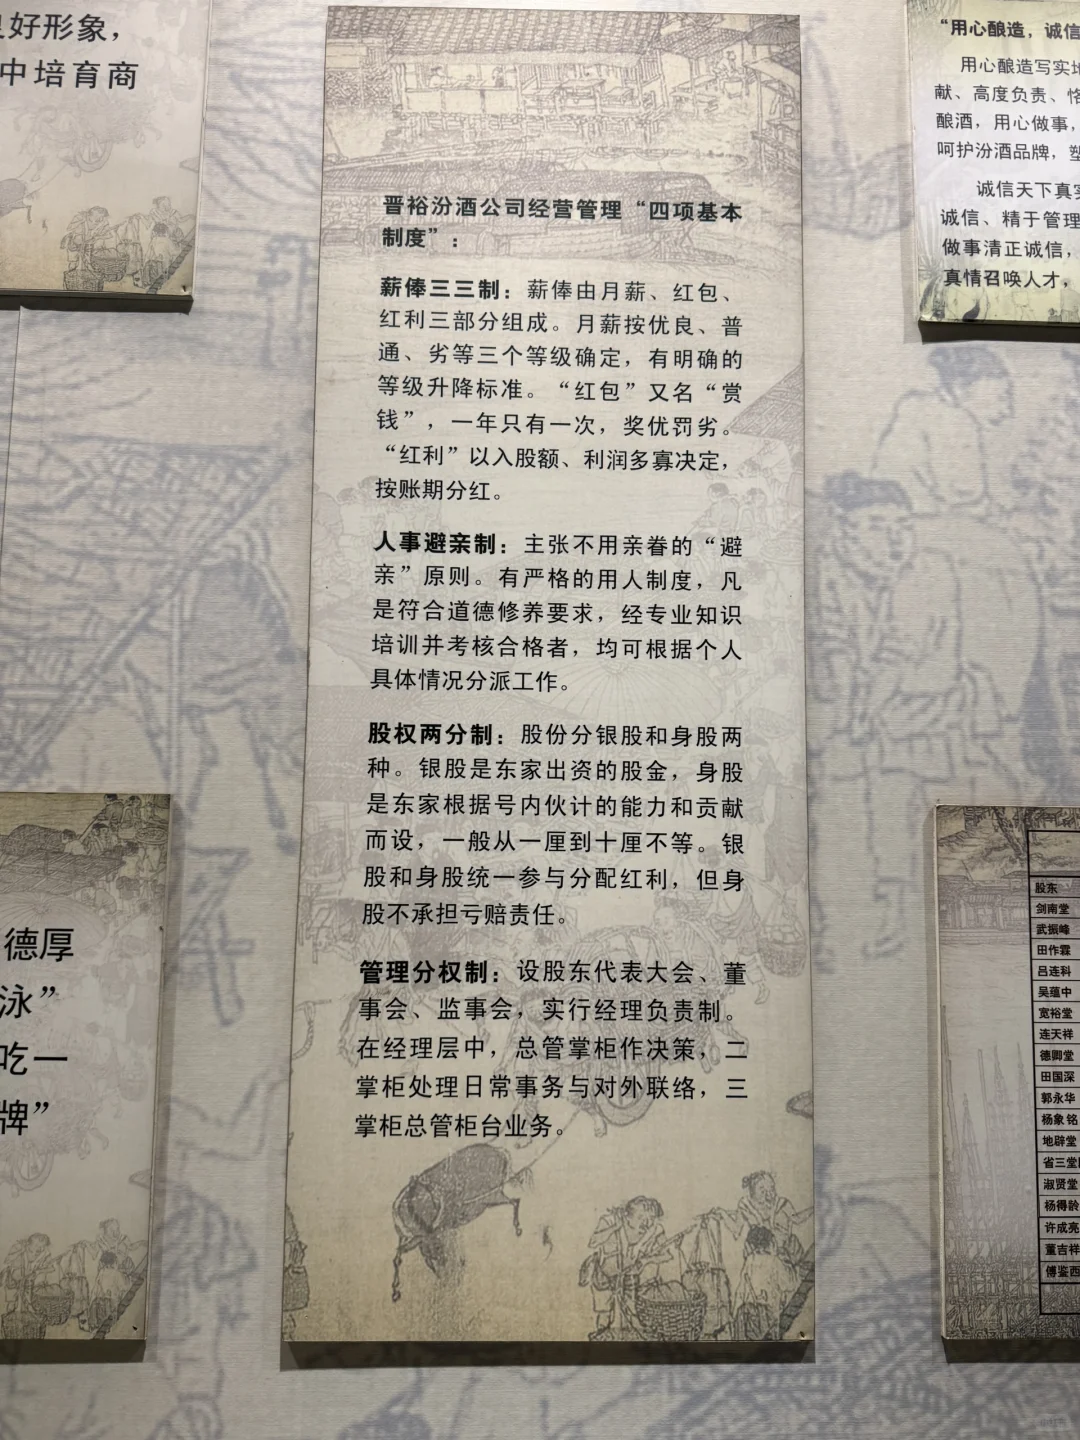 好形象，
中培育商
晋裕汾酒公司经营管理“四项基本
制度”：
薪俸三三制：薪俸由月薪、红包、
红利三部分组成。月薪按优良、普
通、劣等三个等级确定，有明确的
等级升降标准。“红包”又名“赏
钱”，一年只有一次，奖优罚劣。
“红利”以入股额、利润多寡决定，
按账期分红。
人事避亲制：主张不用亲眷的“避
亲”原则。有严格的用人制度，凡
是符合道德修养要求，经专业知识
培训并考核合格者，均可根据个人
具体情况分派工作。
股权两分制：股份分银股和身股两
种。银股是东家出资的股金，身股
是东家根据号内伙计的能力和贡献
而设，一般从一厘到十厘不等。银
股和身股统一参与分配红利，但身
股不承担亏赔责任。
管理分权制：设股东代表大会、董
事会、监事会，实行经理负责制。
在经理层中，总管掌柜作决策，二
掌柜处理日常事务与对外联络，三
掌柜总管柜台业务。
德厚
泳”
吃一
牌”
“用心酿造，诚信
用心酿造写实地
献、高度负责、恪
酿酒，用心做事，
呵护汾酒品牌，塑
诚信天下真实
诚信、精于管理
做事清正诚信，
真情召唤人才，
股东
剑南堂
武振峰
田作霖
吕连科
吴蕴中
宽裕堂
连天祥
德卿堂
田国深
郭永华
杨象铭
地辟堂
省三堂
淑贤堂
杨得龄
许成亮
董吉祥
傅鉴西